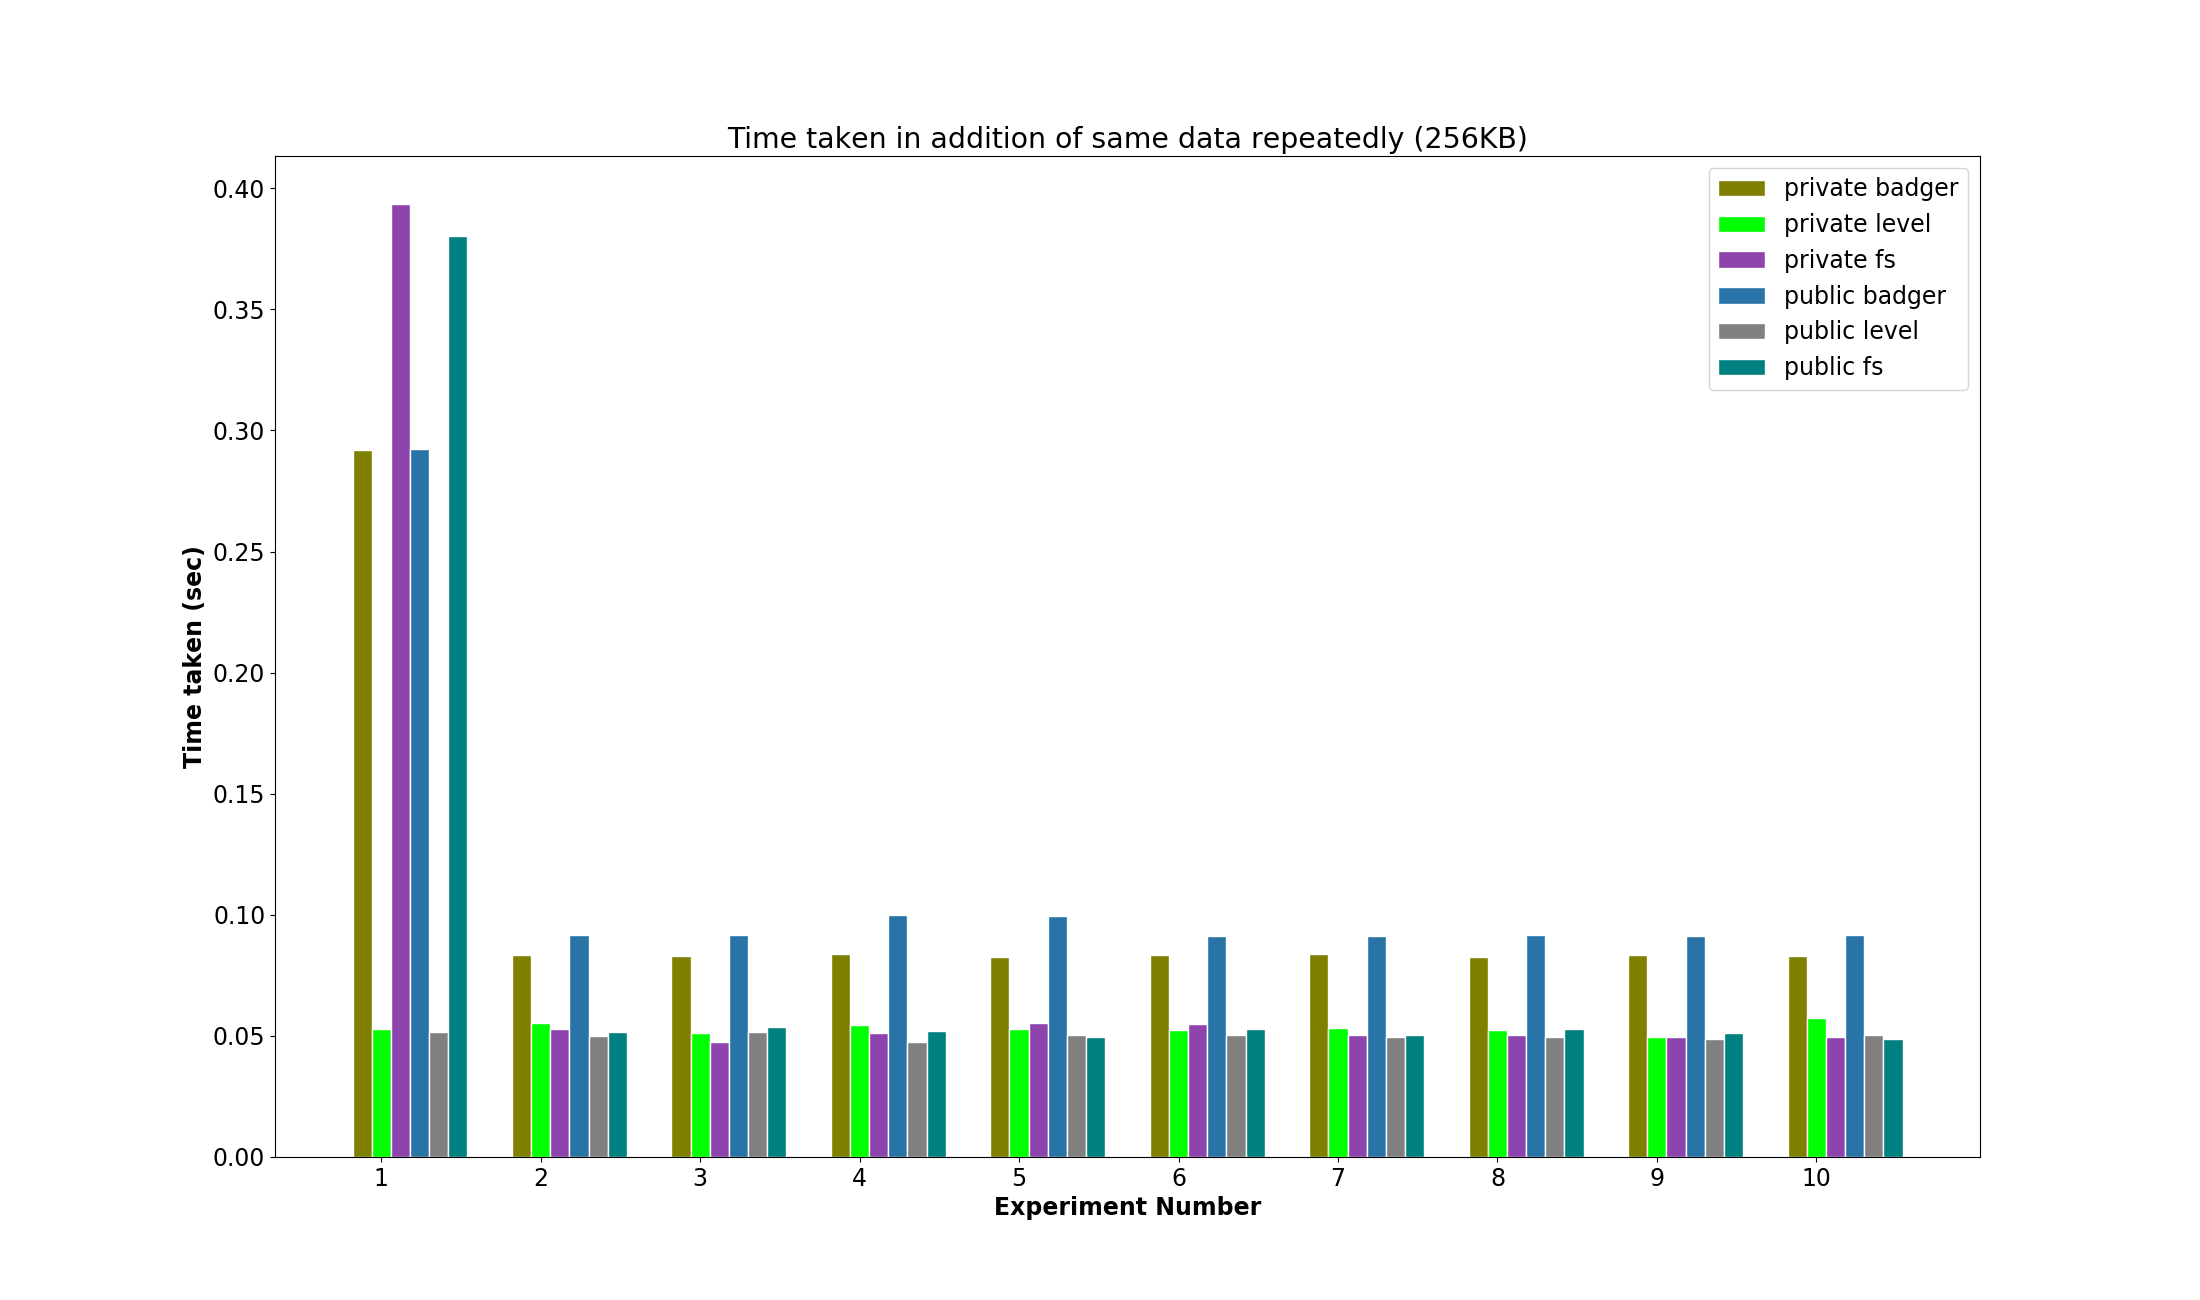 Time taken in addition of same data repeatedly (256KB)
0.40
0.35
0.30
0.25
0.20
0.15
0.10
0.05
0.00
Time taken (sec)
private badger
private level
private fs
public badger
public level
public fs
1 2 3 4 5 6 7 8 9 10
Experiment Number